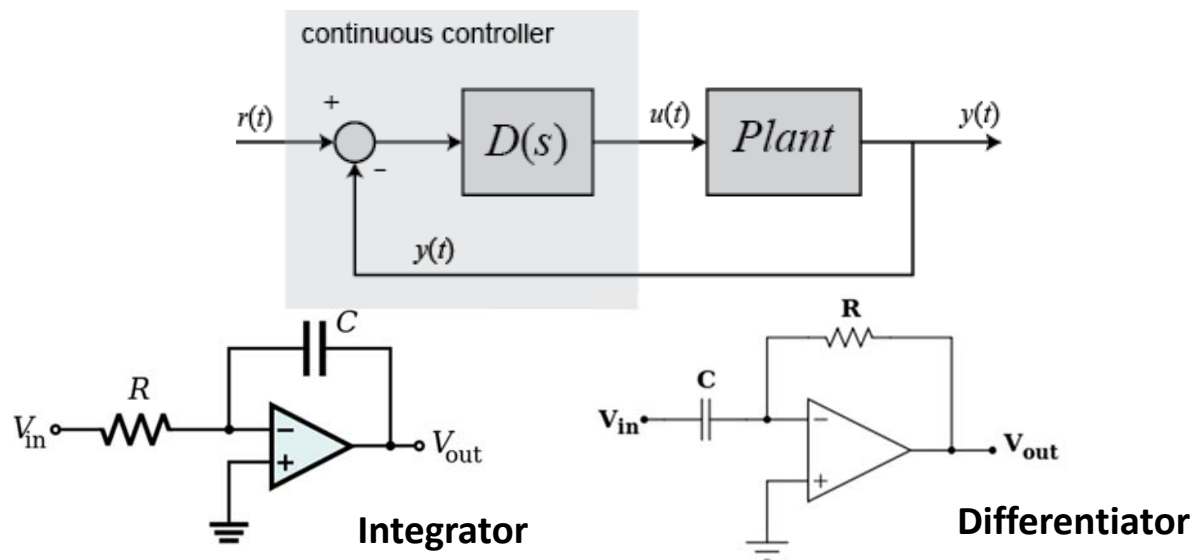 continuous controller
r(t)
+
−
D(s)
u(t)
Plant
y(t)
y(t)
C
R
V_in
−
+
V_out
Integrator
R
C
V_in
−
+
V_out
Differentiator